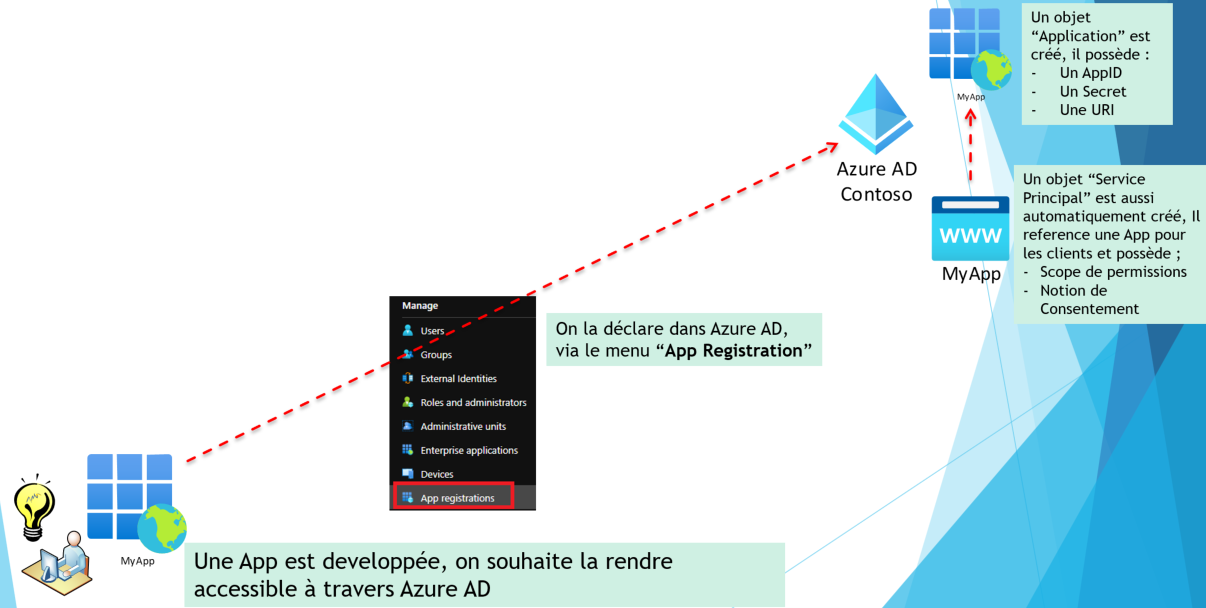 Un objet
“Application” est
créé, il possède :
- Un AppID
- Un Secret
- Une URI
MyApp
Azure AD
Contoso
Un objet “Service
Principal” est aussi
automatiquement créé, Il
reference une App pour
les clients et possède ;
- Scope de permissions
- Notion de
Consentement
www
MyApp
Manage
Users
Groups
External Identities
Roles and administrators
Administrative units
Enterprise applications
Devices
App registrations
On la déclare dans Azure AD,
via le menu “App Registration”
MyApp
Une App est developpée, on souhaite la rendre
accessible à travers Azure AD